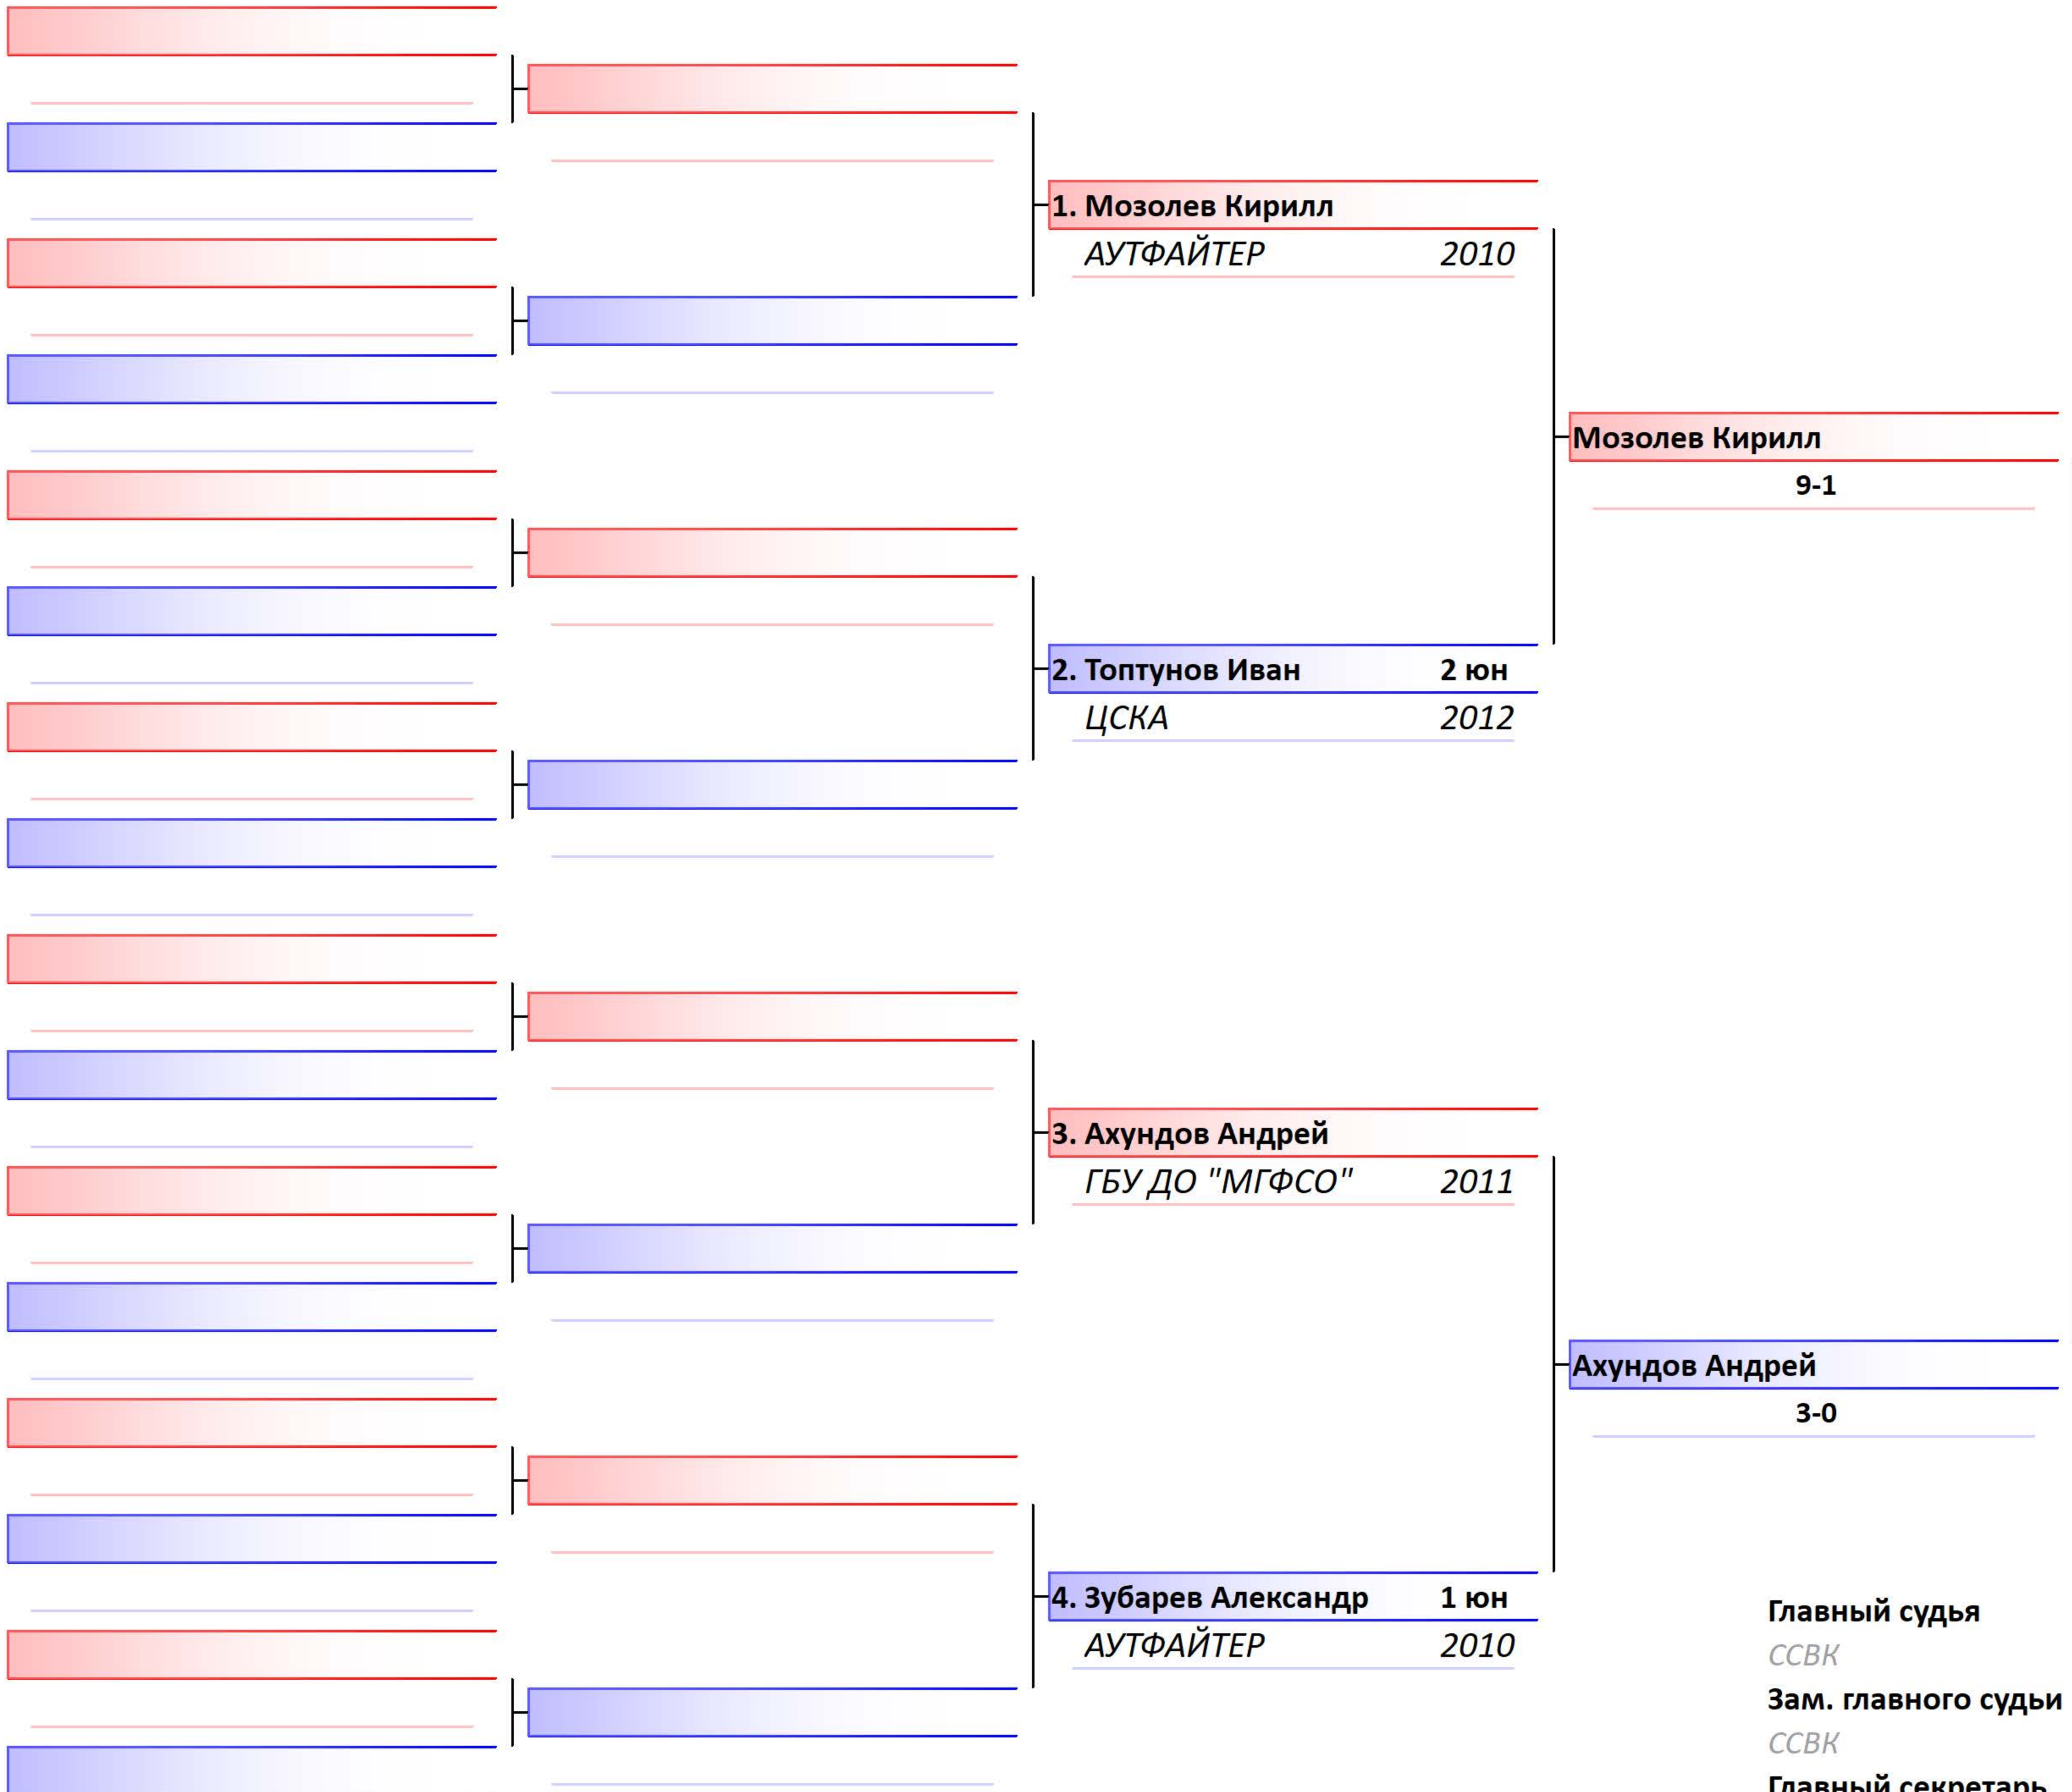 1. Мозолев Кирилл
АУТФАЙТЕР 2010
Мозолев Кирилл
9-1
2. Топтунов Иван 2 юн
ЦСКА 2012
3. Ахундов Андрей
ГБУ ДО "МГФСО" 2011
Ахундов Андрей
3-0
4. Зубарев Александр 1 юн
АУТФАЙТЕР 2010
Главный судья
ССВК
Зам. главного судьи
ССВК
Главный секретарь